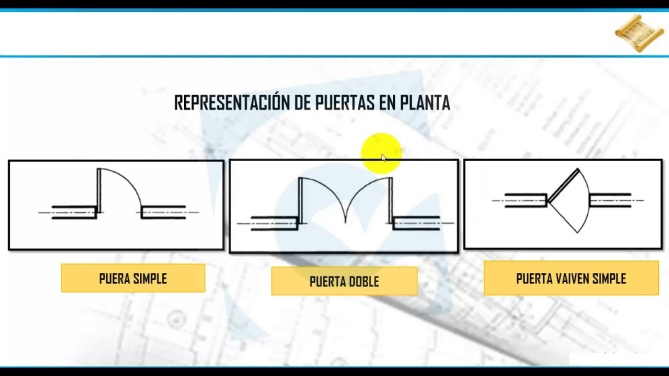 REPRESENTACIÓN DE PUERTAS EN PLANTA
PUERA SIMPLE
PUERTA DOBLE
PUERTA VAIVEN SIMPLE